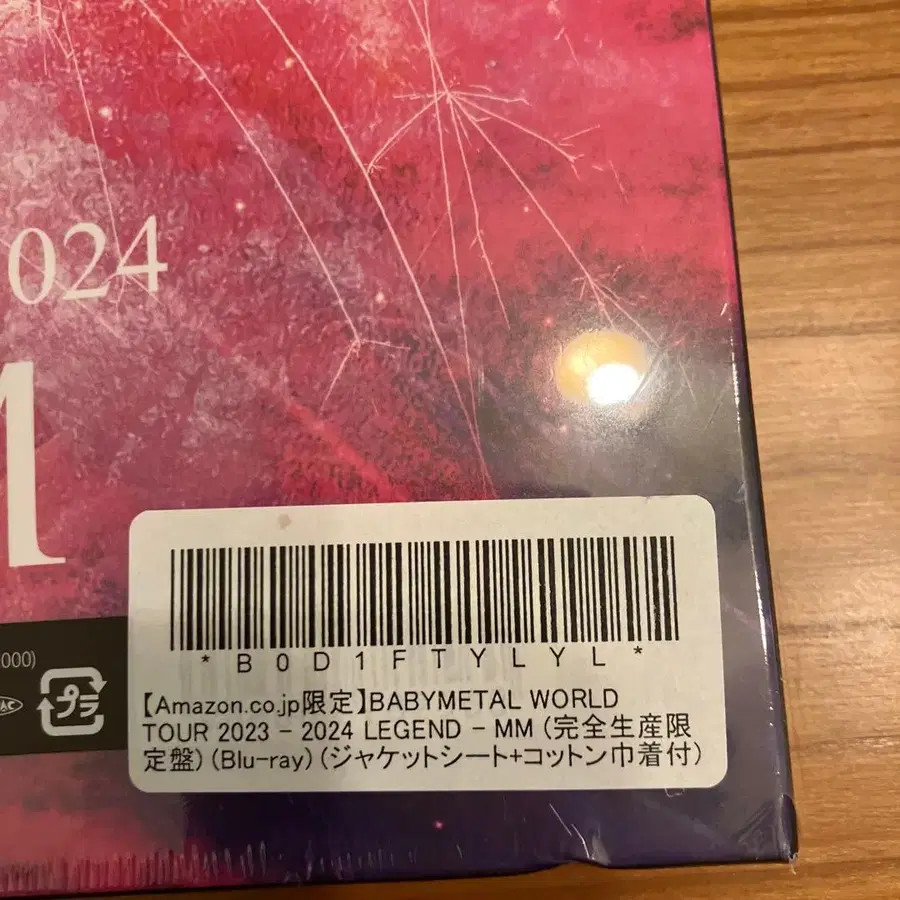 024
M
000)
プラ
*B0D1FTYLYL*
【Amazon.co.jp限定】BABYMETAL WORLD
TOUR 2023 - 2024 LEGEND - MM (完全生産限
定盤) (Blu-ray) (ジャケットシート+コットン巾着付)